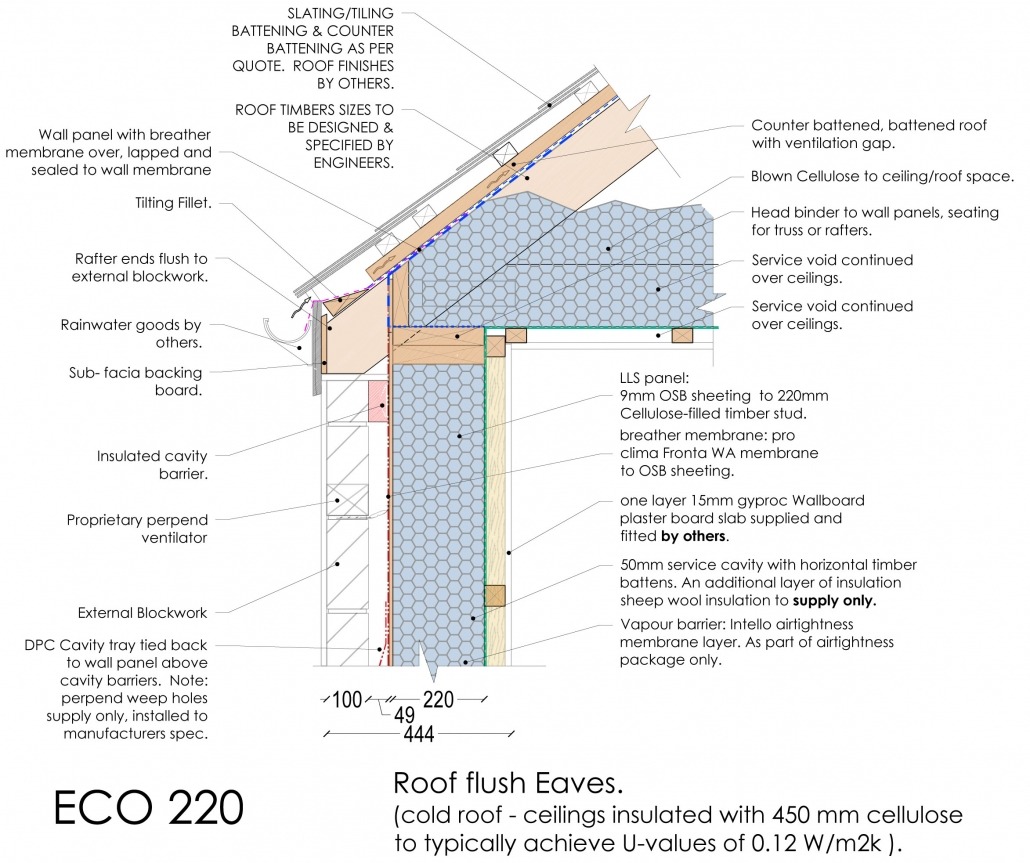 SLATING/TILING
BATTENING & COUNTER
BATTENING AS PER
QUOTE.  ROOF FINISHES
BY OTHERS.
ROOF TIMBERS SIZES TO
BE DESIGNED &
SPECIFIED BY
ENGINEERS.
Wall panel with breather
membrane over, lapped and
sealed to wall membrane
Tilting Fillet.
Rafter ends flush to
external blockwork.
Rainwater goods by
others.
Sub- facia backing
board.
Insulated cavity
barrier.
Proprietary perpend
ventilator
External Blockwork
DPC Cavity tray tied back
to wall panel above
cavity barriers.  Note:
perpend weep holes
supply only, installed to
manufacturers spec.
Counter battened, battened roof
with ventilation gap.
Blown Cellulose to ceiling/roof space.
Head binder to wall panels, seating
for truss or rafters.
Service void continued
over ceilings.
Service void continued
over ceilings.
LLS panel:
9mm OSB sheeting  to 220mm
Cellulose-filled timber stud.
breather membrane: pro
clima Fronta WA membrane
to OSB sheeting.
one layer 15mm gyproc Wallboard
plaster board slab supplied and
fitted by others.
50mm service cavity with horizontal timber
battens. An additional layer of insulation
sheep wool insulation to supply only.
Vapour barrier: Intello airtightness
membrane layer. As part of airtightness
package only.
100
220
49
444
ECO 220
Roof flush Eaves.
(cold roof - ceilings insulated with 450 mm cellulose
to typically achieve U-values of 0.12 W/m2k ).